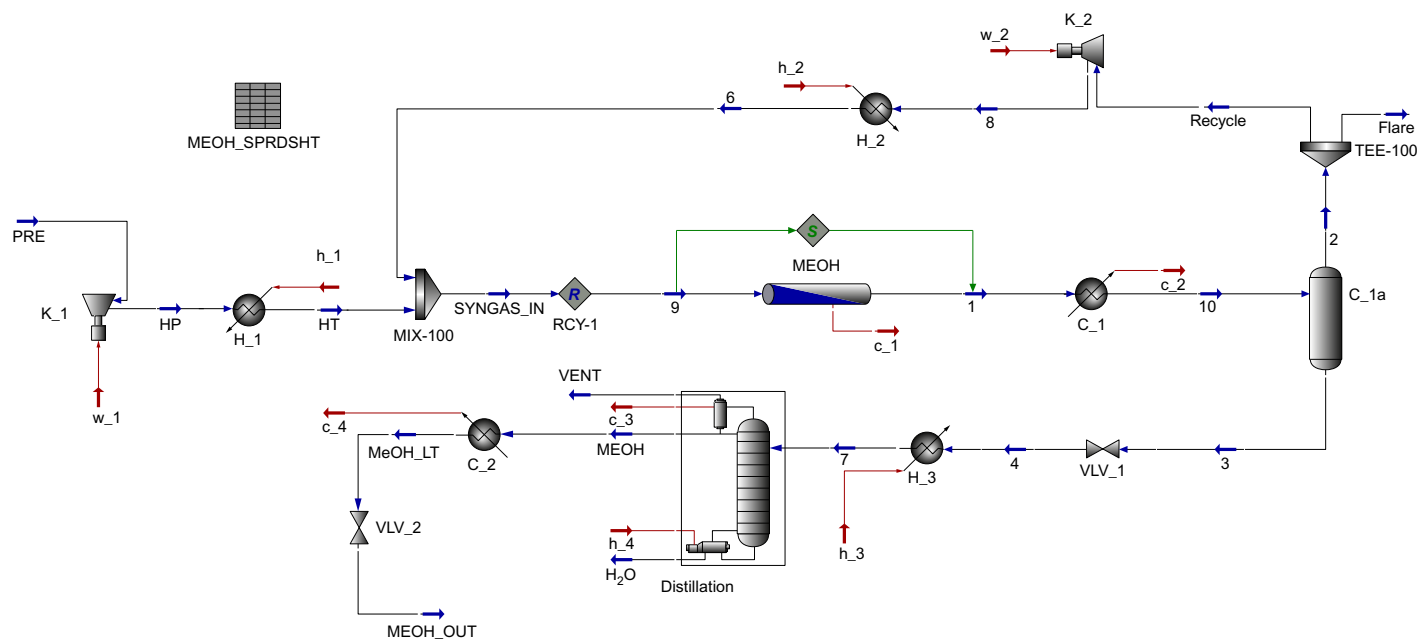 K_2
w_2
h_2
6
8
Recycle
Flare
H_2
TEE-100
MEOH_SPRDSHT
PRE
h_1
S
MEOH
2
K_1
HP
H_1
HT
MIX-100
SYNGAS_IN
R
RCY-1
9
1
c_1
c_2
C_1
10
C_1a
w_1
VENT
c_4
c_3
MeOH_LT
C_2
MEOH
7
H_3
4
VLV_1
3
VLV_2
h_4
H₂O
Distillation
h_3
MEOH_OUT